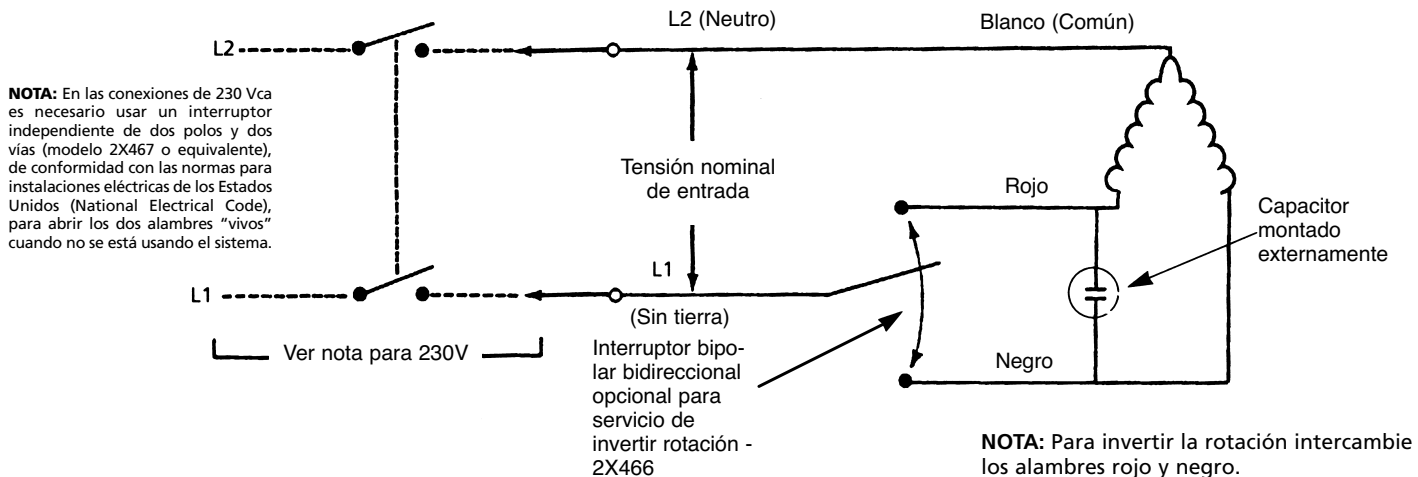 L2 (Neutro)
Blanco (Común)
L2
NOTA: En las conexiones de 230 Vca
es necesario usar un interruptor
independiente de dos polos y dos
vías (modelo 2X467 o equivalente),
de conformidad con las normas para
instalaciones eléctricas de los Estados
Unidos (National Electrical Code),
para abrir los dos alambres “vivos”
cuando no se está usando el sistema.
Tensión nominal
de entrada
Rojo
Capacitor
montado
externamente
L1
L1
(Sin tierra)
Ver nota para 230V
Interruptor bipo-
lar bidireccional
opcional para
servicio de
invertir rotación -
2X466
Negro
NOTA: Para invertir la rotación intercambie
los alambres rojo y negro.